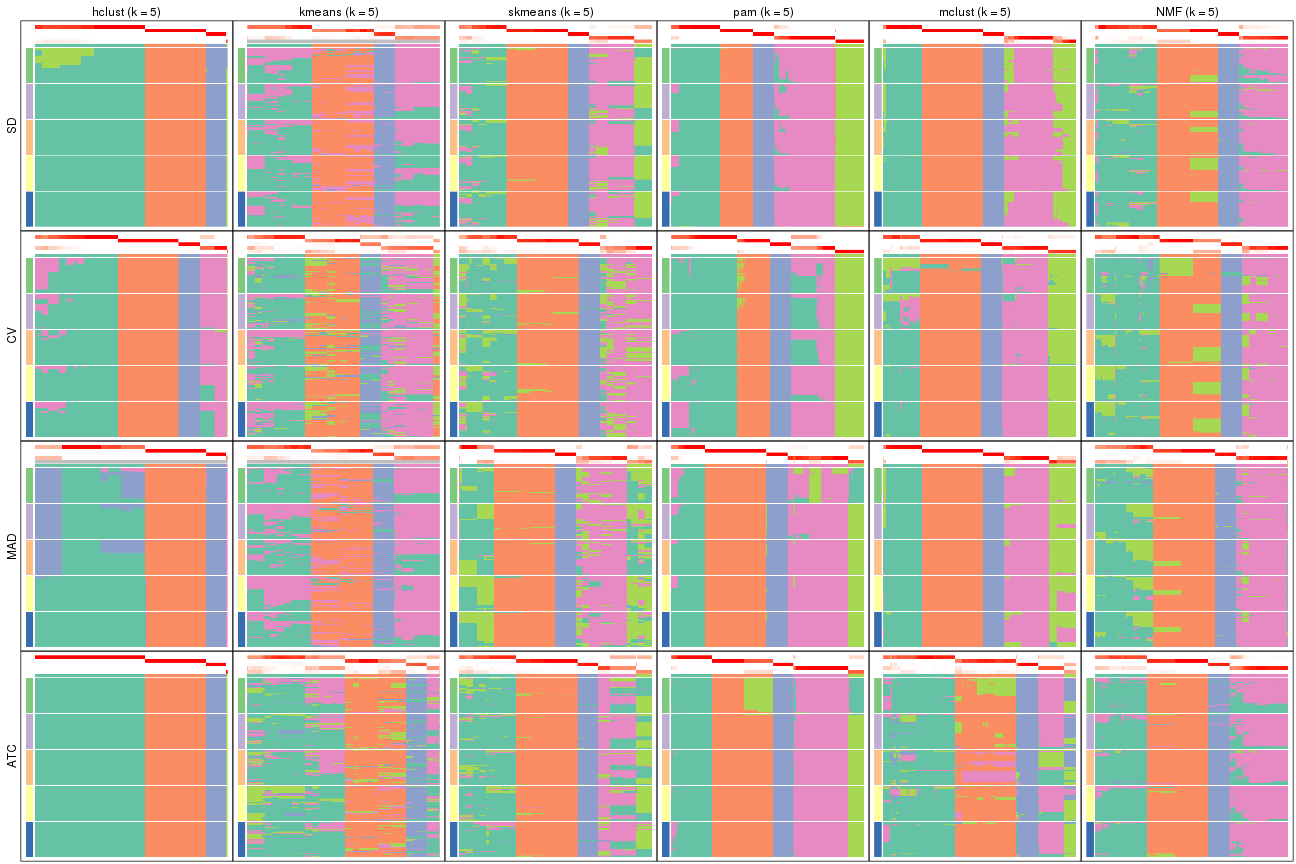 hclust (k = 5)
kmeans (k = 5)
skmeans (k = 5)
pam (k = 5)
mclust (k = 5)
NMF (k = 5)
SD
CV
MAD
ATC